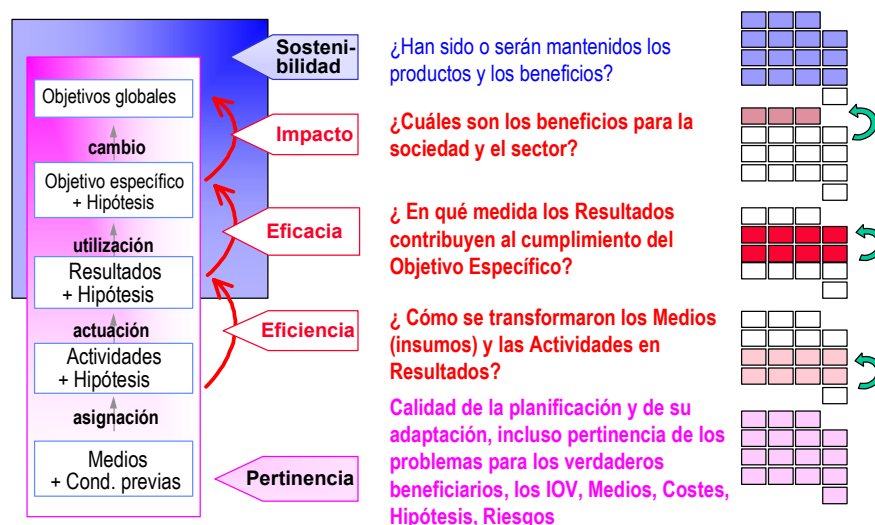 Sosteni-
bilidad
¿Han sido o serán mantenidos los
productos y los beneficios?
Objetivos globales
Impacto
¿Cuáles son los beneficios para la
sociedad y el sector?
cambio
Objetivo específico
+ Hipótesis
Eficacia
¿ En qué medida los Resultados
contribuyen al cumplimiento del
Objetivo Específico?
utilización
Resultados
+ Hipótesis
Eficiencia
¿ Cómo se transformaron los Medios
(insumos) y las Actividades en
Resultados?
actuación
Actividades
+ Hipótesis
asignación
Medios
+ Cond. previas
Pertinencia
Calidad de la planificación y de su
adaptación, incluso pertinencia de los
problemas para los verdaderos
beneficiarios, los IOV, Medios, Costes,
Hipótesis, Riesgos